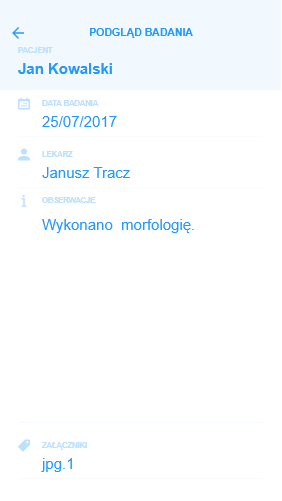 PODGLĄD BADANIA
PACJENT
Jan Kowalski
DATA BADANIA
25/07/2017
LEKARZ
Janusz Tracz
OBSERWACJE
Wykonano  morfologię.
ZAŁĄCZNIKI
jpg.1